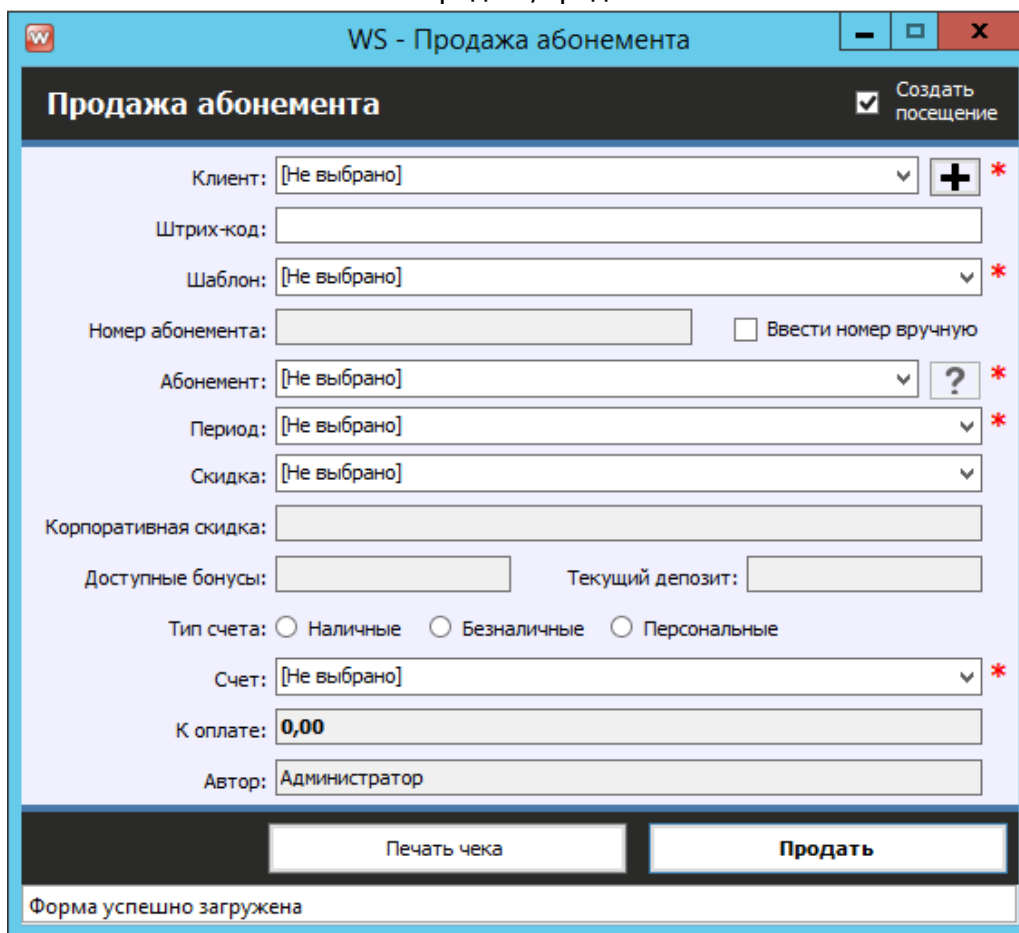 WS - Продажа абонемента
Продажа абонемента
Создать
посещение
Клиент: [Не выбрано] *
Штрих-код:
Шаблон: [Не выбрано] *
Номер абонемента: Ввести номер вручную
Абонемент: [Не выбрано] ? *
Период: [Не выбрано] *
Скидка: [Не выбрано]
Корпоративная скидка:
Доступные бонусы: Текущий депозит:
Тип счета: Наличные Безналичные Персональные
Счет: [Не выбрано] *
К оплате: 0,00
Автор: Администратор
Печать чека Продать
Форма успешно загружена